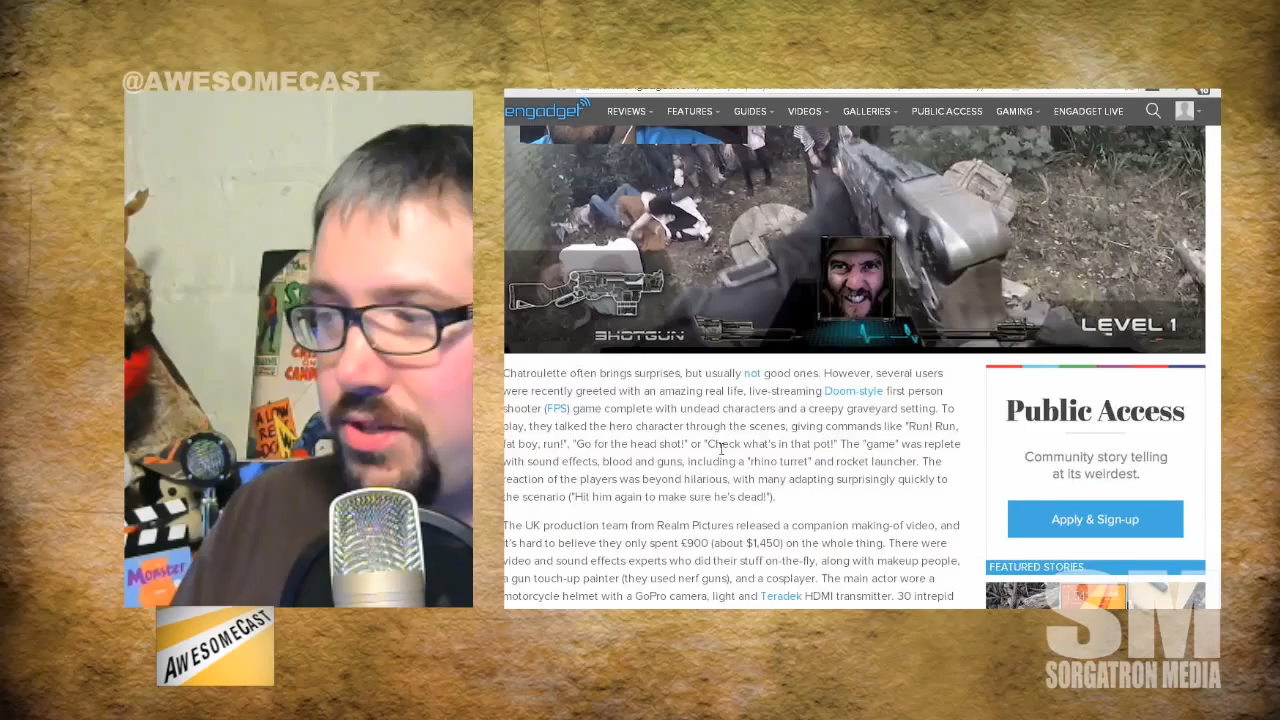 @AWESOMECAST
engadget
REVIEWS
FEATURES
GUIDES
VIDEOS
GALLERIES
PUBLIC ACCESS
GAMING
ENGADGET LIVE
SHOTGUN
LEVEL 1
Chatroulette often brings surprises, but usually not good ones. However, several users
were recently greeted with an amazing real life, live-streaming Doom-style first person
shooter (FPS) game complete with undead characters and a creepy graveyard setting. To
play, they talked the hero character through the scenes, giving commands like "Run! Run,
fat boy, run!", "Go for the head shot!" or "Check what's in that pot!" The "game" was replete
with sound effects, blood and guns, including a "rhino turret" and rocket launcher. The
reaction of the players was beyond hilarious, with many adapting surprisingly quickly to
the scenario ("Hit him again to make sure he's dead!").
The UK production team from Realm Pictures released a companion making-of video, and
it's hard to believe they only spent £900 (about $1,450) on the whole thing. There were
video and sound effects experts who did their stuff on-the-fly, along with makeup people,
a gun touch-up painter (they used nerf guns), and a cosplayer. The main actor wore a
motorcycle helmet with a GoPro camera, light and Teradek HDMI transmitter. 30 intrepid
Public Access
Community story telling
at its weirdest.
Apply & Sign-up
FEATURED STORIES
Monster
AWESOMECAST
SM
SORGATRON MEDIA